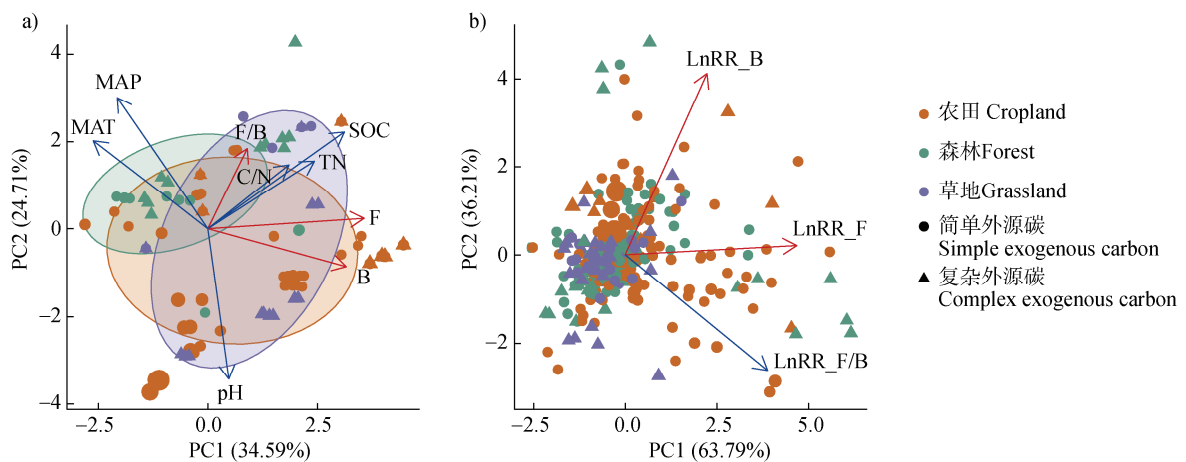 a)
PC2 (24.71%)
4
2
0
−2
−4
−2.5
0.0
2.5
PC1 (34.59%)
MAP
MAT
F/B
SOC
C/N
TN
F
B
pH
b)
PC2 (36.21%)
4
2
0
−2
−2.5
0.0
2.5
5.0
PC1 (63.79%)
LnRR_B
LnRR_F
LnRR_F/B
农田 Cropland
森林Forest
草地Grassland
简单外源碳
Simple exogenous carbon
复杂外源碳
Complex exogenous carbon